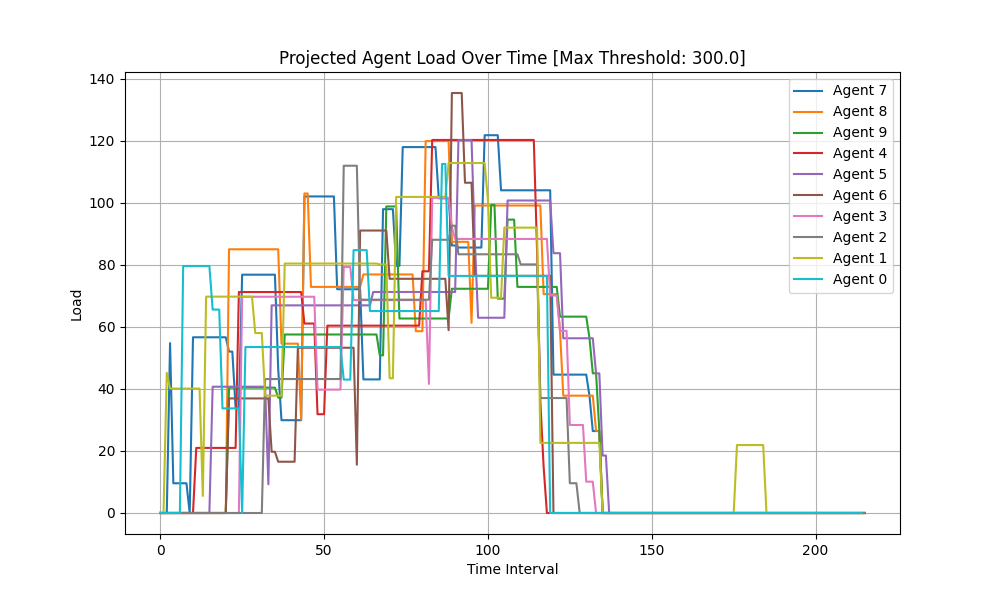 Projected Agent Load Over Time [Max Threshold: 300.0]
140
120
100
80
60
40
20
0
Load
0
50
100
150
200
Time Interval
Agent 7
Agent 8
Agent 9
Agent 4
Agent 5
Agent 6
Agent 3
Agent 2
Agent 1
Agent 0